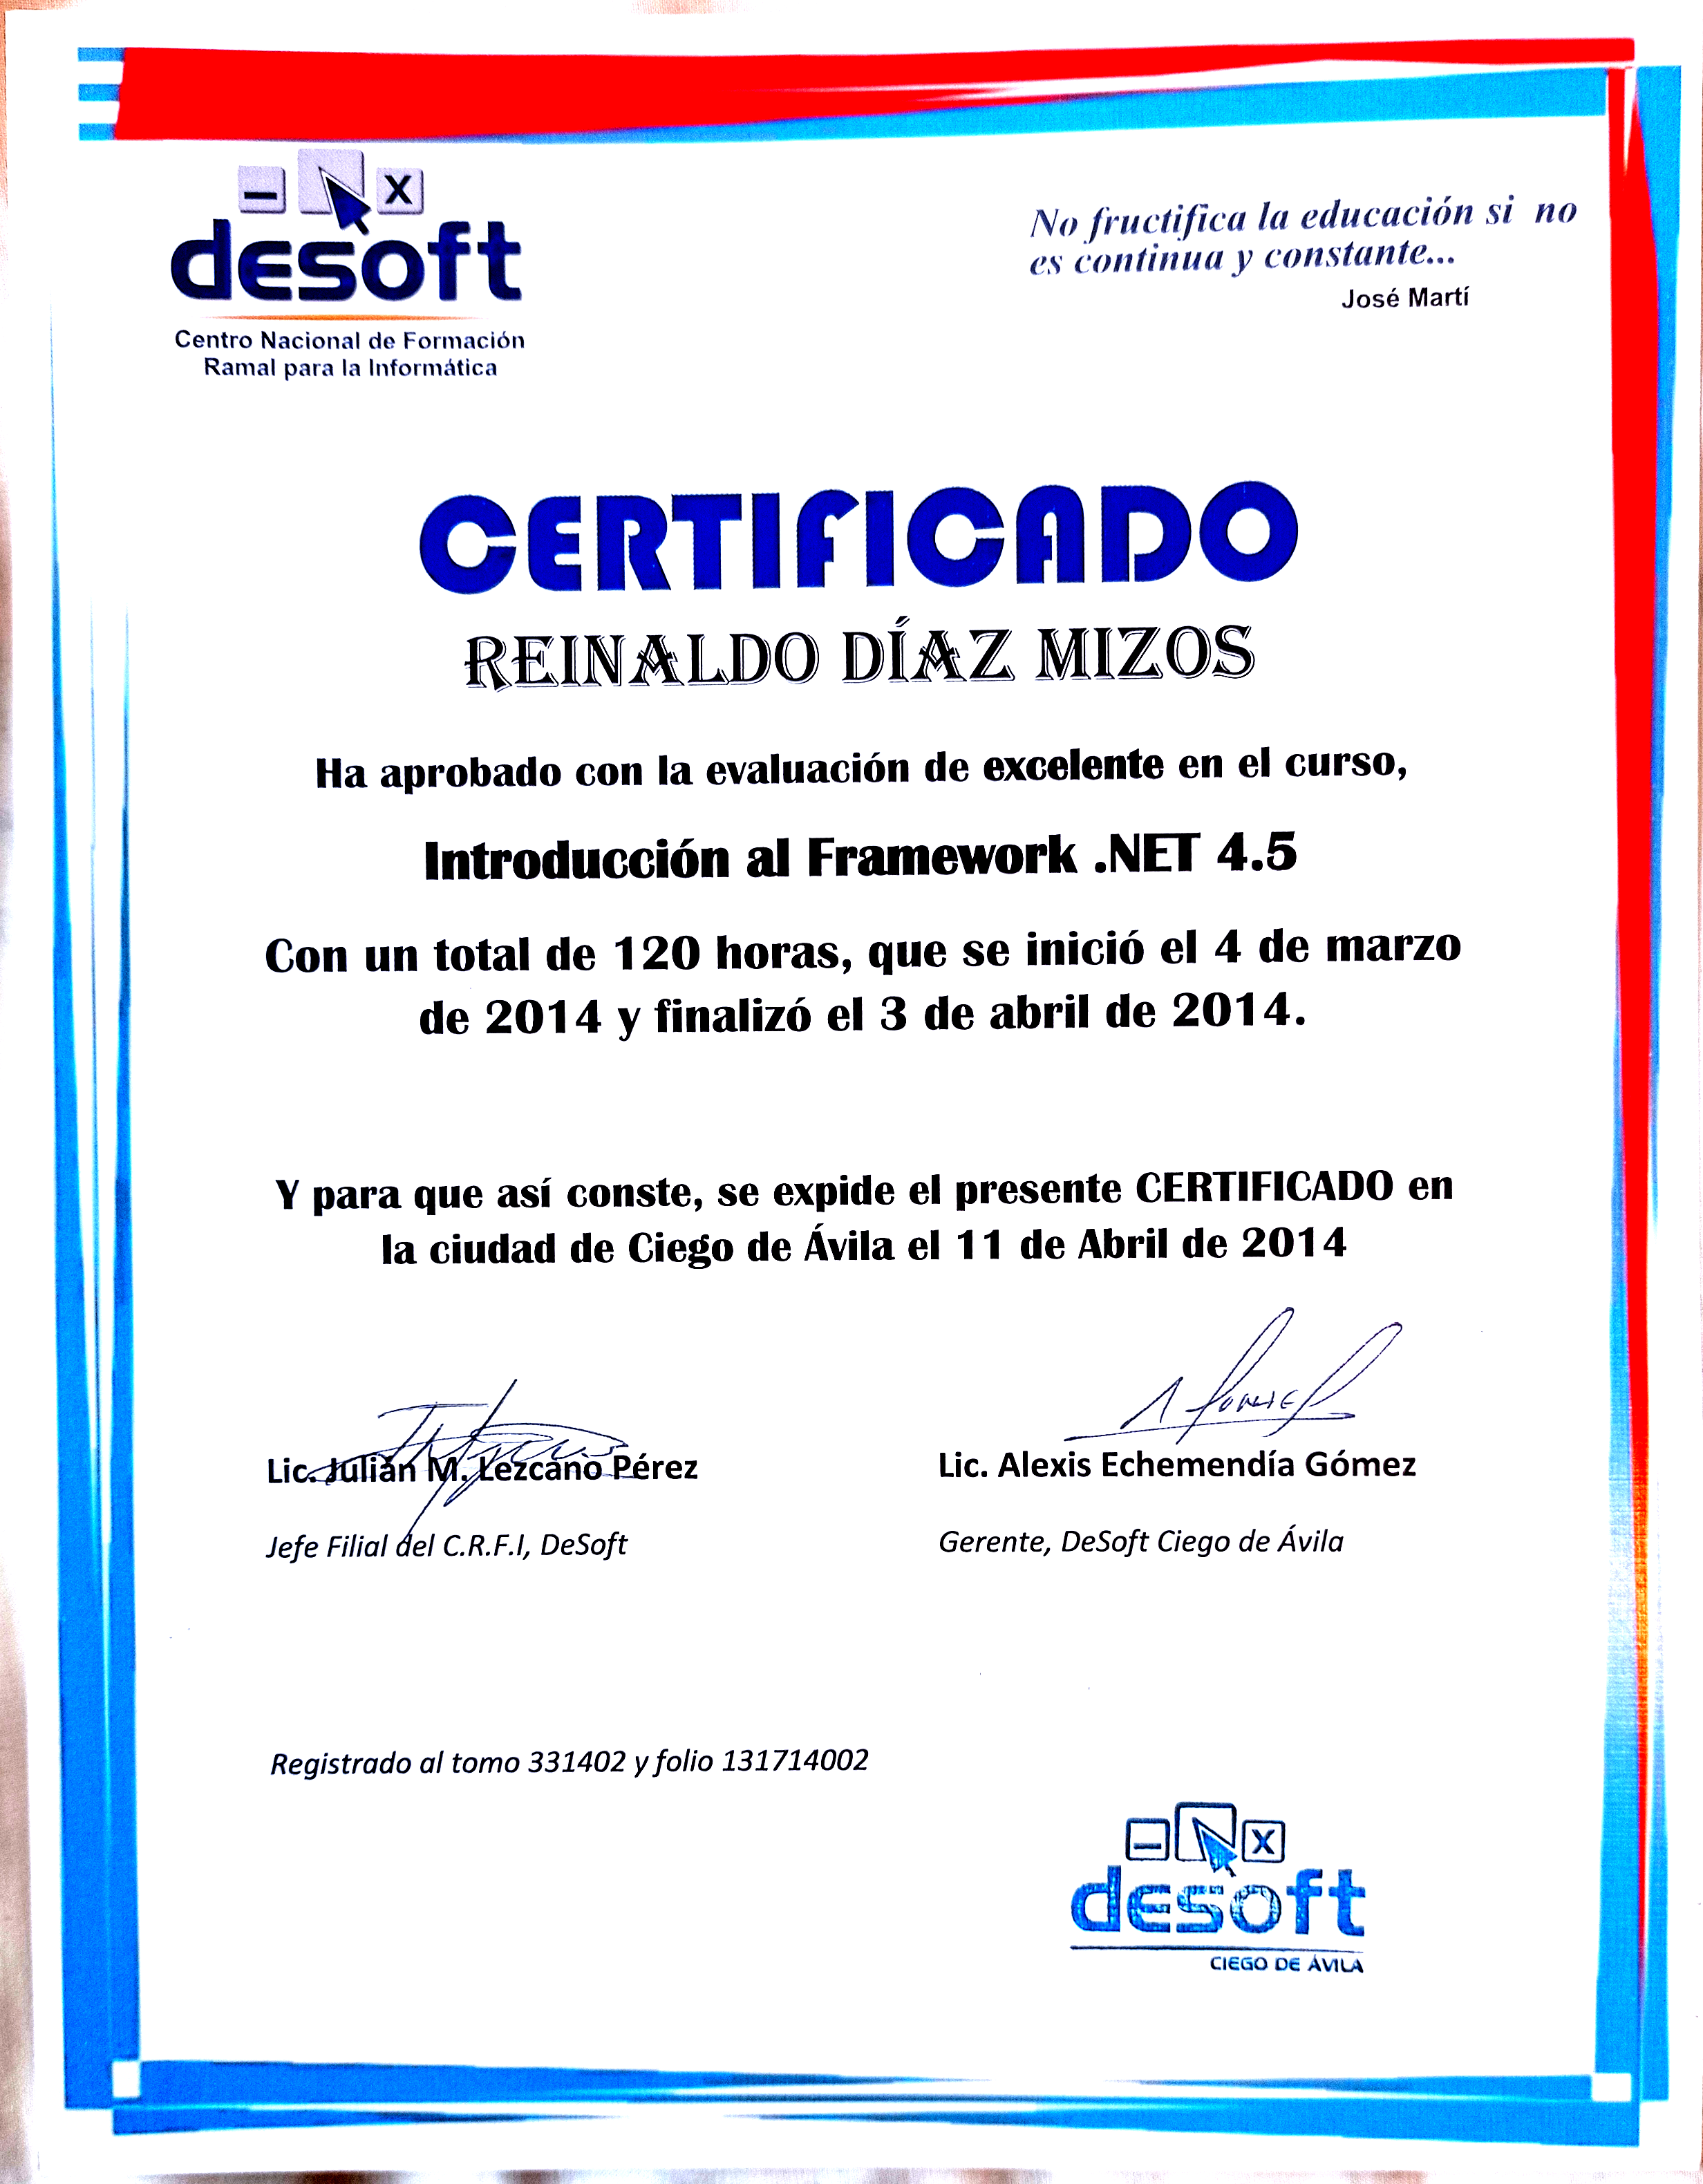 desoft
Centro Nacional de Formación
Ramal para la Informática
No fructifica la educación si no
es continua y constante...
José Martí
CERTIFICADO
REINALDO DÍAZ MIZOS
Ha aprobado con la evaluación de excelente en el curso,
Introducción al Framework .NET 4.5
Con un total de 120 horas, que se inició el 4 de marzo
de 2014 y finalizó el 3 de abril de 2014.
Y para que así conste, se expide el presente CERTIFICADO en
la ciudad de Ciego de Ávila el 11 de Abril de 2014
Lic. Julián M. Lezcano Pérez
Jefe Filial del C.R.F.I, DeSoft
Lic. Alexis Echemendía Gómez
Gerente, DeSoft Ciego de Ávila
Registrado al tomo 331402 y folio 131714002
desoft
CIEGO DE ÁVILA